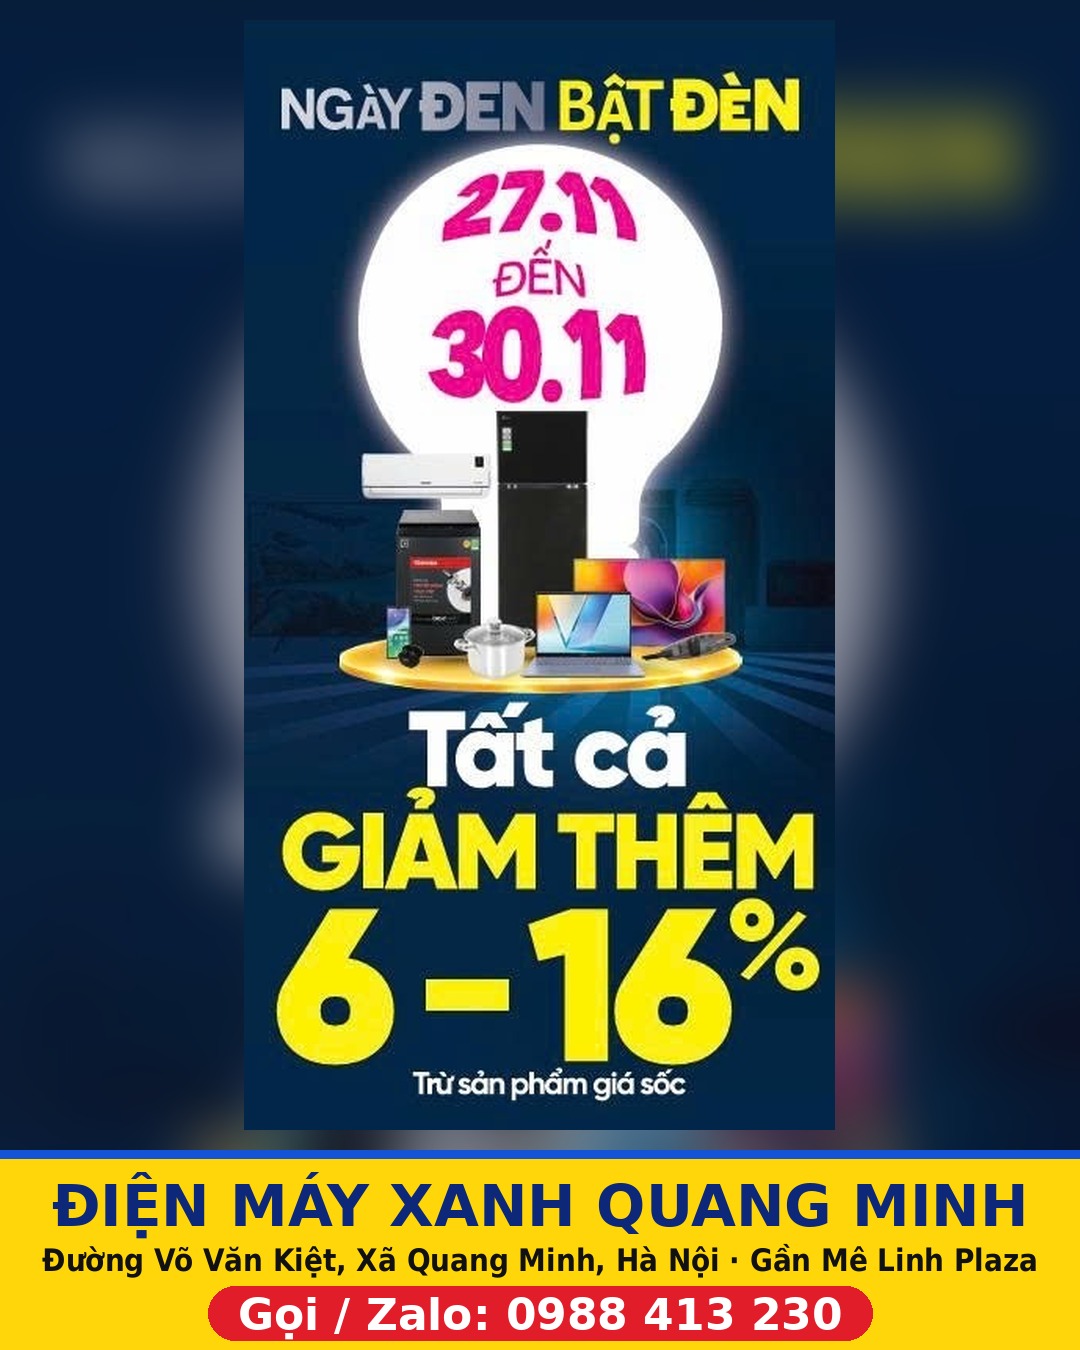 NGÀY ĐEN BẬT ĐÈN
27.11
ĐẾN
30.11
Tất cả
GIẢM THÊM
6 – 16%
Trừ sản phẩm giá sốc
ĐIỆN MÁY XANH QUANG MINH
Đường Võ Văn Kiệt, Xã Quang Minh, Hà Nội · Gần Mê Linh Plaza
Gọi / Zalo: 0988 413 230